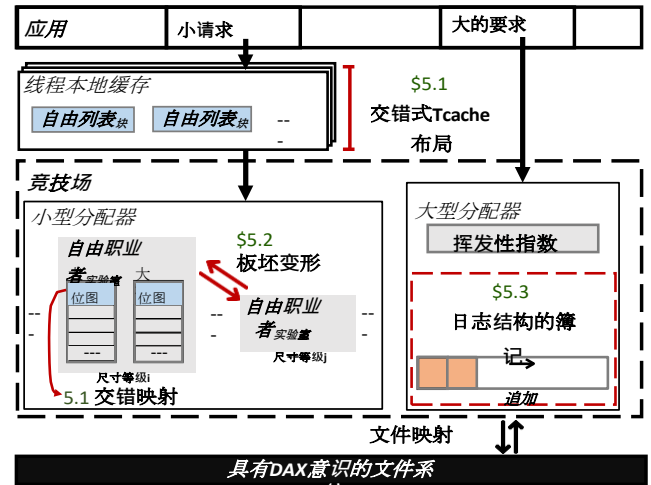 应用
小请求
大的要求
线程本地缓存
自由列表块
自由列表块
--
-
$5.1
交错式Tcache
布局
竞技场
小型分配器
自由职业
者实验室
大
位图
位图
---
---
--
-
尺寸等级i
5.1 交错映射
$5.2
板坯变形
--
-
自由职业
者实验室
尺寸等级j
--
-
大型分配器
挥发性指数
$5.3
日志结构的簿
记
追加
文件映射
具有DAX意识的文件系